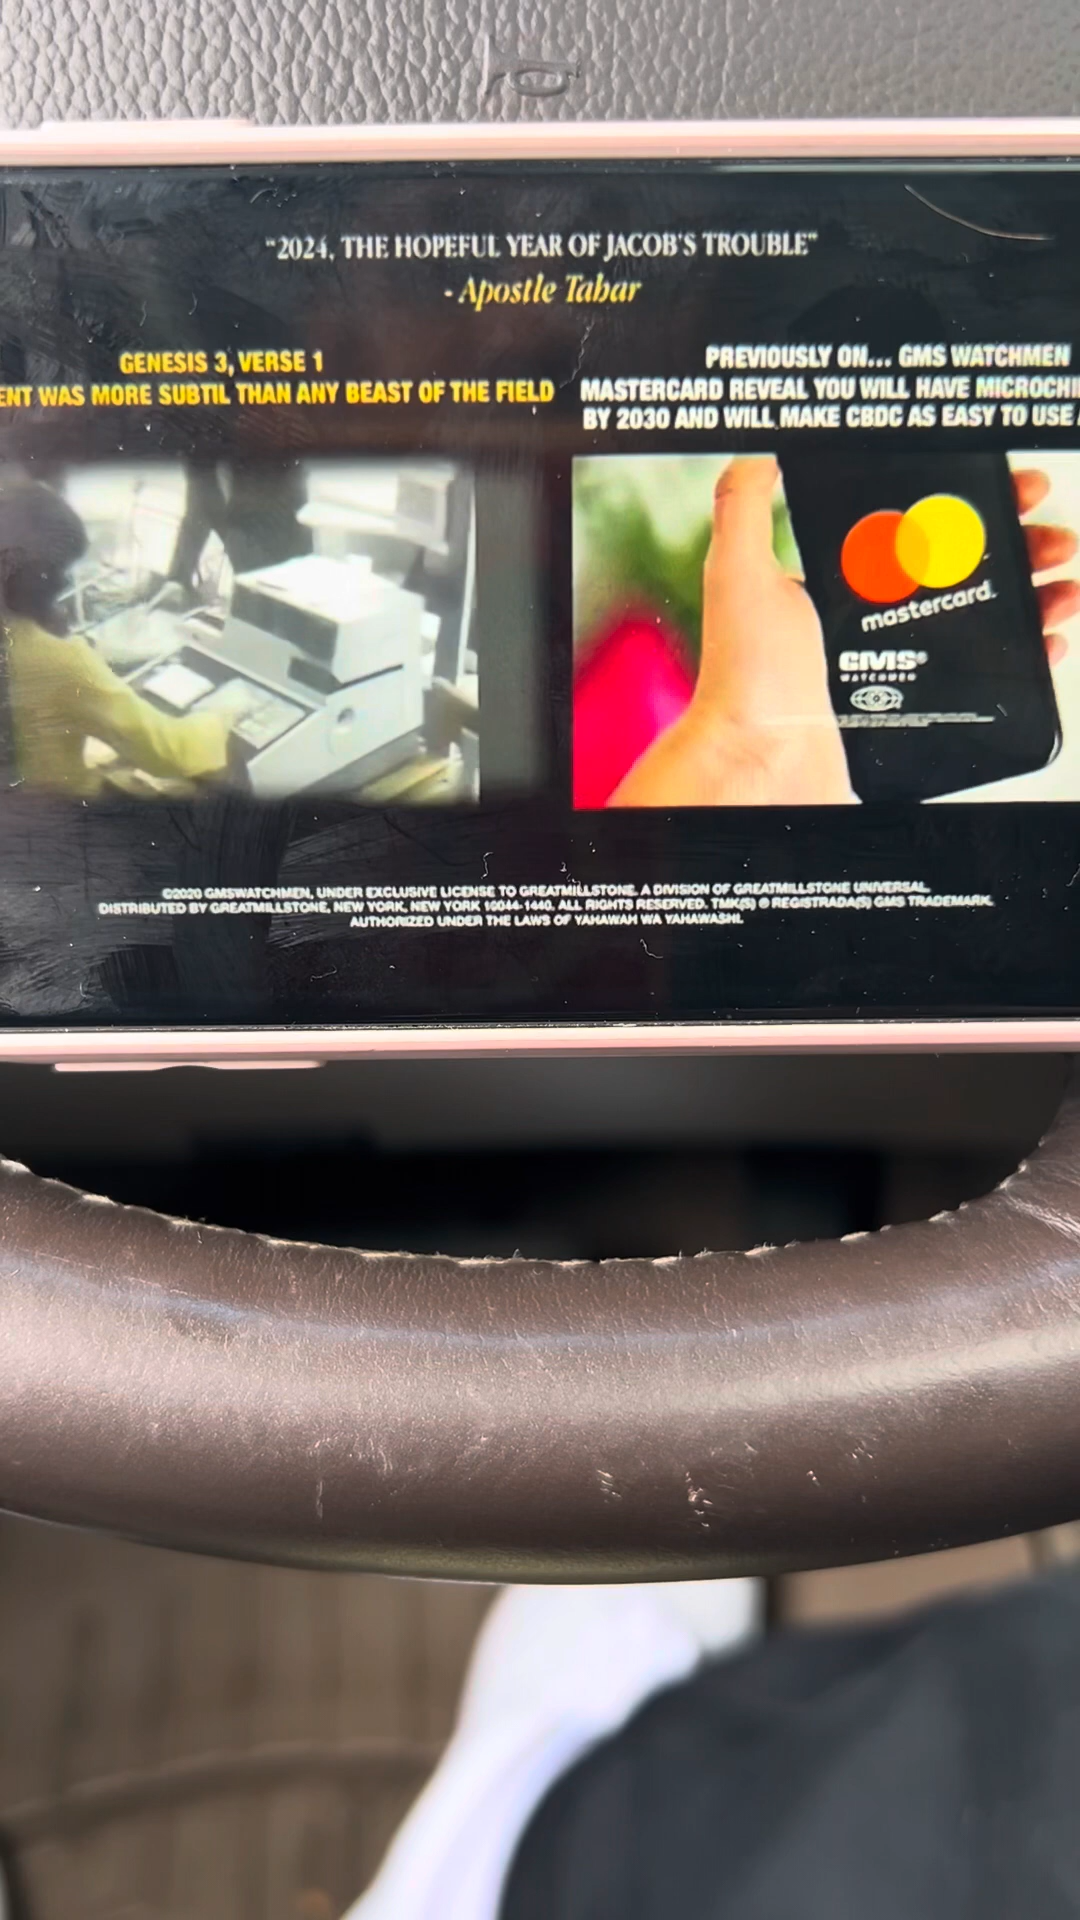 "2024, THE HOPEFUL YEAR OF JACOB'S TROUBLE"
- Apostle Tabar
GENESIS 3, VERSE 1
ENT WAS MORE SUBTIL THAN ANY BEAST OF THE FIELD
PREVIOUSLY ON... GMS WATCHMEN
MASTERCARD REVEAL YOU WILL HAVE MICROCHI
BY 2030 AND WILL MAKE CBDC AS EASY TO USE
mastercard.
GMS®
WATCHMEN
©2020 GMSWATCHMEN, UNDER EXCLUSIVE LICENSE TO GREATMILLSTONE. A DIVISION OF GREATMILLSTONE UNIVERSAL.
DISTRIBUTED BY GREATMILLSTONE, NEW YORK, NEW YORK 10044-1440. ALL RIGHTS RESERVED. TMK(S) ® REGISTRADA(S) GMS TRADEMARK.
AUTHORIZED UNDER THE LAWS OF YAHAWAH WA YAHAWASHI.